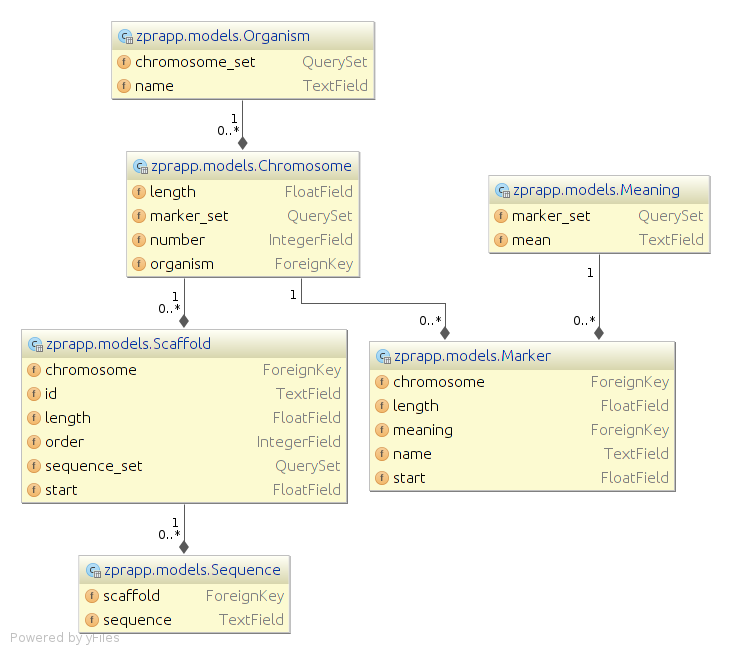 zprapp.models.Organism
chromosome_set QuerySet
name TextField
1
0..*
zprapp.models.Chromosome
length FloatField
marker_set QuerySet
number IntegerField
organism ForeignKey
zprapp.models.Meaning
marker_set QuerySet
mean TextField
1
0..*
1
0..*
1
0..*
zprapp.models.Scaffold
chromosome ForeignKey
id TextField
length FloatField
order IntegerField
sequence_set QuerySet
start FloatField
zprapp.models.Marker
chromosome ForeignKey
length FloatField
meaning ForeignKey
name TextField
start FloatField
1
0..*
zprapp.models.Sequence
scaffold ForeignKey
sequence TextField
Powered by yFiles